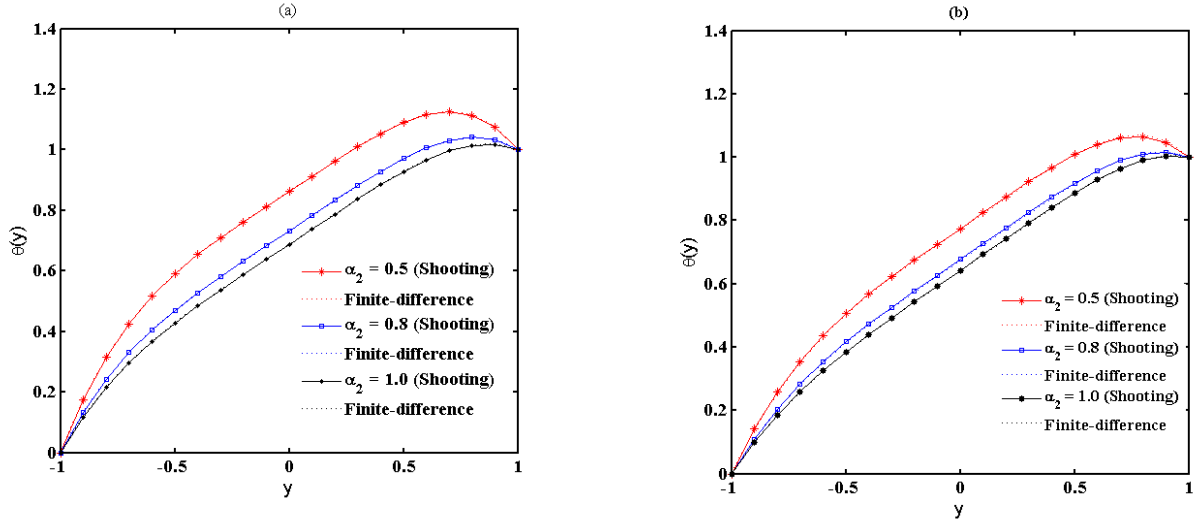 (a)
1.4
1.2
1
0.8
0.6
0.4
0.2
0
θ(y)
-1
-0.5
0
0.5
1
y
α2 = 0.5 (Shooting)
Finite-difference
α2 = 0.8 (Shooting)
Finite-difference
α2 = 1.0 (Shooting)
Finite-difference
(b)
1.4
1.2
1
0.8
0.6
0.4
0.2
0
θ(y)
-1
-0.5
0
0.5
1
y
α2 = 0.5 (Shooting)
Finite-difference
α2 = 0.8 (Shooting)
Finite-difference
α2 = 1.0 (Shooting)
Finite-difference